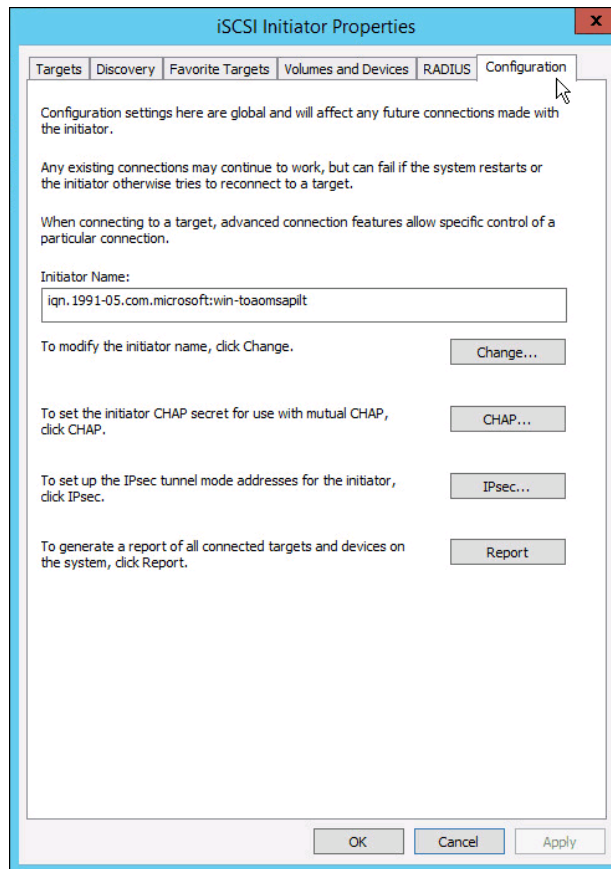 iSCSI Initiator Properties
x
Targets Discovery Favorite Targets Volumes and Devices RADIUS Configuration
Configuration settings here are global and will affect any future connections made with
the initiator.
Any existing connections may continue to work, but can fail if the system restarts or
the initiator otherwise tries to reconnect to a target.
When connecting to a target, advanced connection features allow specific control of a
particular connection.
Initiator Name:
iqn.1991-05.com.microsoft:win-toaomsapilt
To modify the initiator name, click Change.
Change...
To set the initiator CHAP secret for use with mutual CHAP,
click CHAP.
CHAP...
To set up the IPsec tunnel mode addresses for the initiator,
click IPsec.
IPsec...
To generate a report of all connected targets and devices on
the system, click Report.
Report
OK Cancel Apply